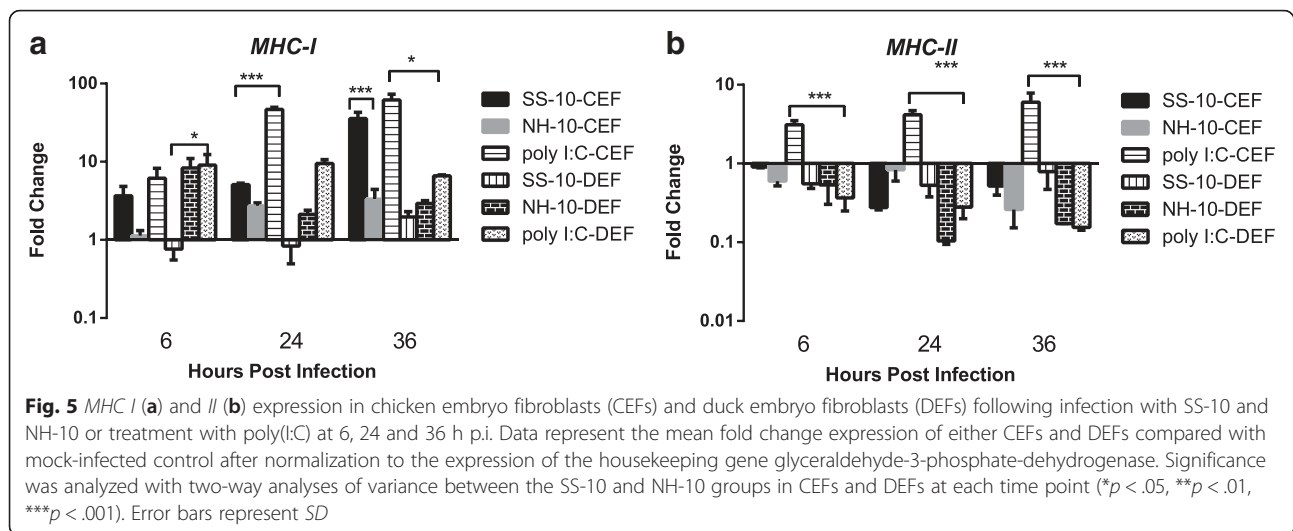 a
MHC-I
100
10
1
0.1
Fold Change
***
*
***
*
6 24 36
Hours Post Infection
SS-10-CEF
NH-10-CEF
poly I:C-CEF
SS-10-DEF
NH-10-DEF
poly I:C-DEF
b
MHC-II
10
1
0.1
0.01
Fold Change
***
***
***
6 24 36
Hours Post Infection
SS-10-CEF
NH-10-CEF
poly I:C-CEF
SS-10-DEF
NH-10-DEF
poly I:C-DEF
Fig. 5 MHC I (a) and II (b) expression in chicken embryo fibroblasts (CEFs) and duck embryo fibroblasts (DEFs) following infection with SS-10 and
NH-10 or treatment with poly(I:C) at 6, 24 and 36 h p.i. Data represent the mean fold change expression of either CEFs and DEFs compared with
mock-infected control after normalization to the expression of the housekeeping gene glyceraldehyde-3-phosphate-dehydrogenase. Significance
was analyzed with two-way analyses of variance between the SS-10 and NH-10 groups in CEFs and DEFs at each time point (*p < .05, **p < .01,
***p < .001). Error bars represent SD